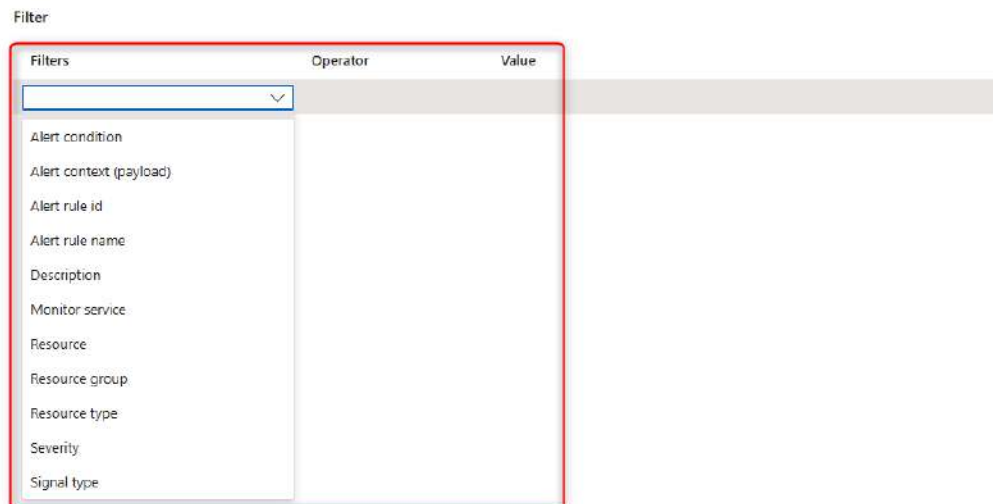 Filter
Filters Operator Value
Alert condition
Alert context (payload)
Alert rule id
Alert rule name
Description
Monitor service
Resource
Resource group
Resource type
Severity
Signal type